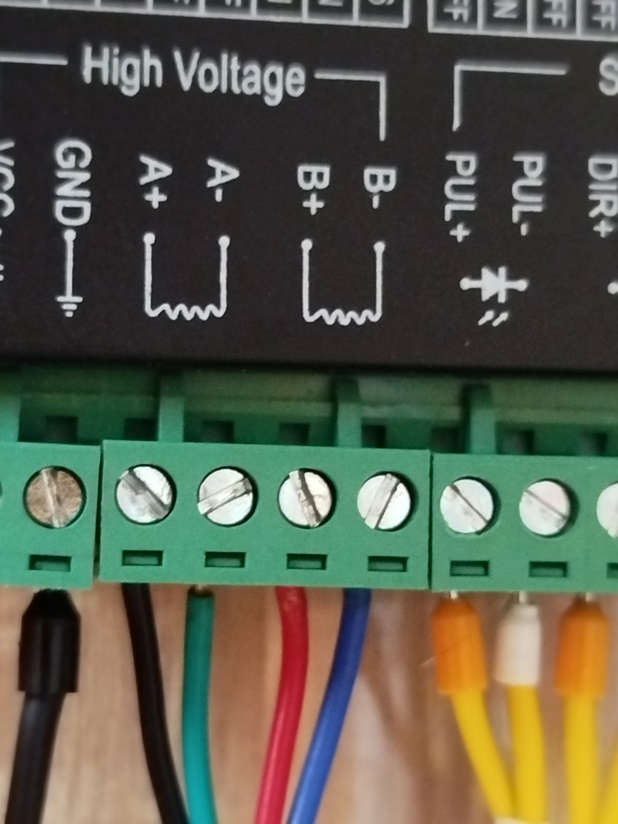 High Voltage
GND
A+
A-
B+
B-
PUL+
PUL-
DIR+